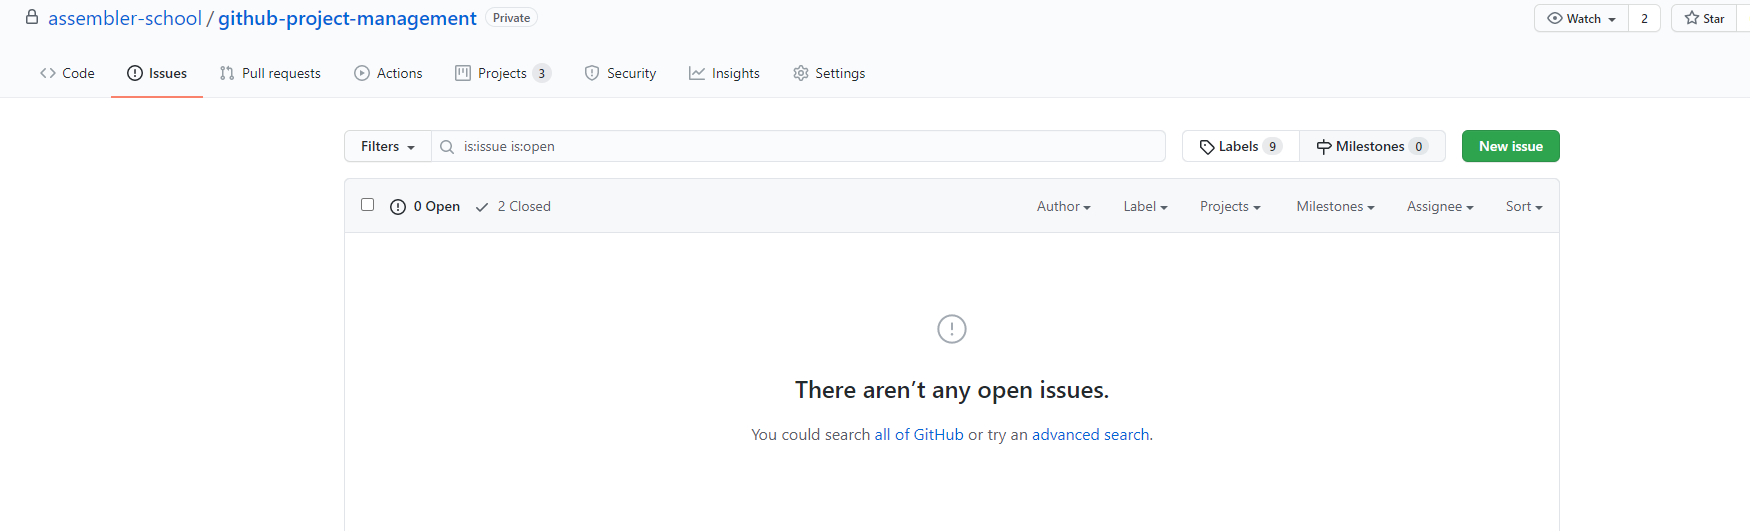 assembler-school / github-project-management Private Watch 2 Star
Code Issues Pull requests Actions Projects 3 Security Insights Settings
Filters is:issue is:open Labels 9 Milestones 0 New issue
0 Open 2 Closed Author Label Projects Milestones Assignee Sort
There aren’t any open issues.
You could search all of GitHub or try an advanced search.